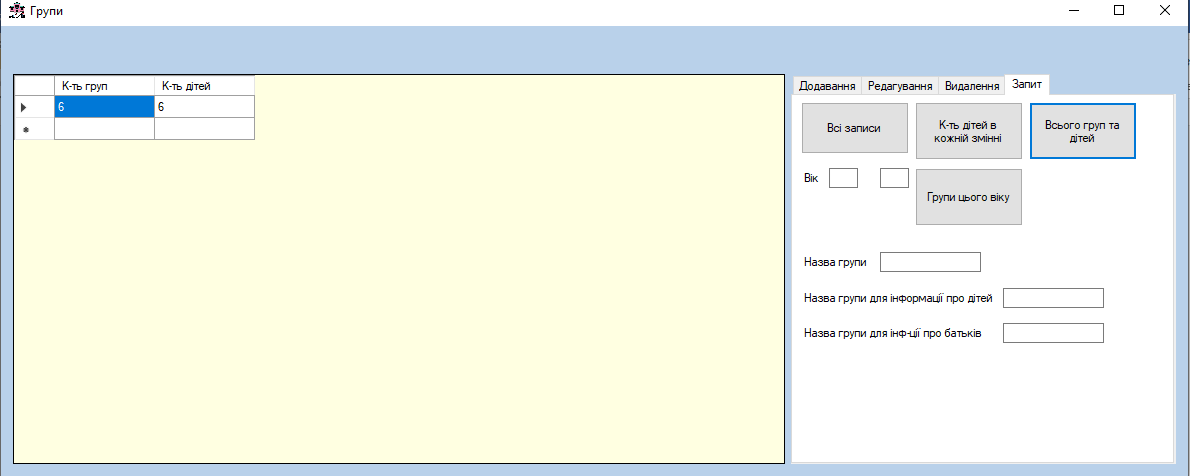 Групи
К-ть груп К-ть дітей
6 6
Додавання Редагування Видалення Запит
Всі записи
К-ть дітей в
кожній змінні
Всього груп та
дітей
Вік
Групи цього віку
Назва групи
Назва групи для інформації про дітей
Назва групи для інф-ції про батьків